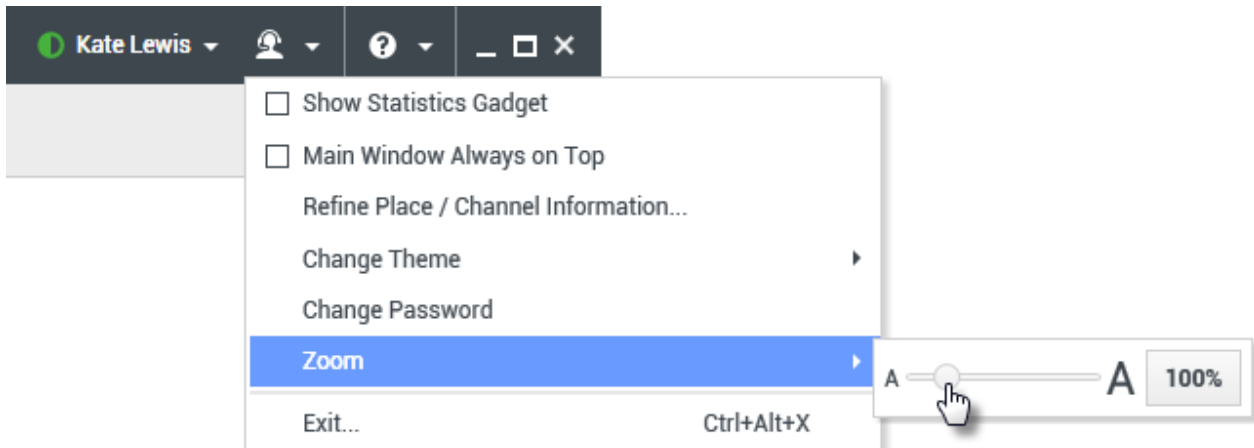 Kate Lewis
Show Statistics Gadget
Main Window Always on Top
Refine Place / Channel Information...
Change Theme
Change Password
Zoom
A A 100%
Exit... Ctrl+Alt+X